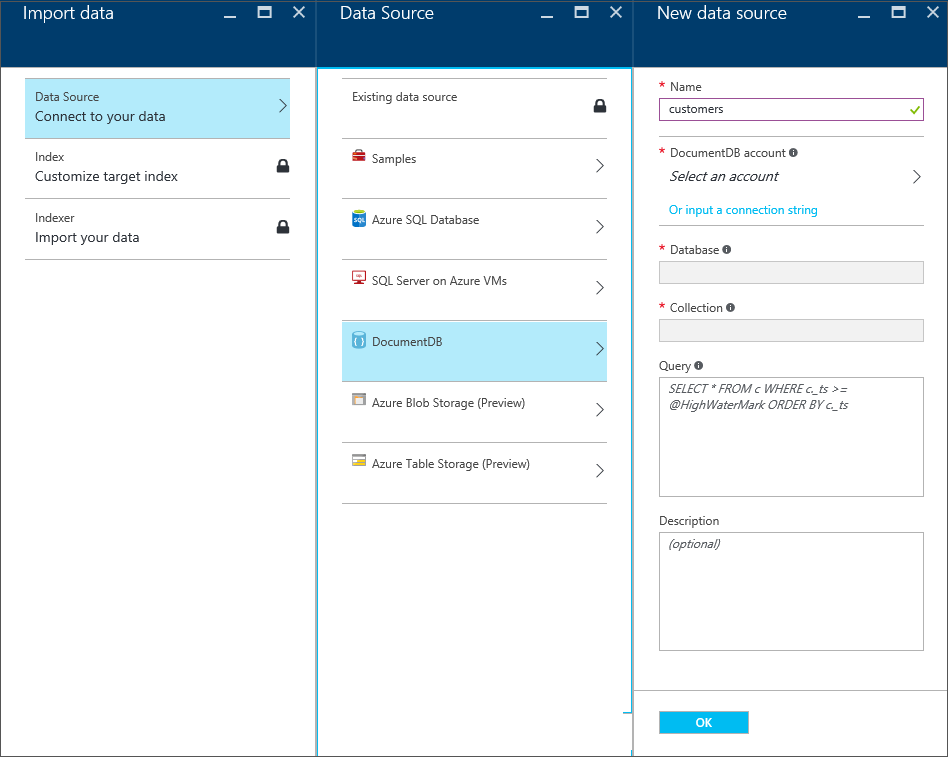 Import data
Data Source
Connect to your data
Index
Customize target index
Indexer
Import your data
Data Source
Existing data source
Samples
SQL
Azure SQL Database
SQL Server on Azure VMs
DocumentDB
Azure Blob Storage (Preview)
Azure Table Storage (Preview)
New data source
* Name
customers
* DocumentDB account
Select an account
Or input a connection string
* Database
* Collection
Query
SELECT * FROM c WHERE c._ts >=
@HighWaterMark ORDER BY c._ts
Description
(optional)
OK